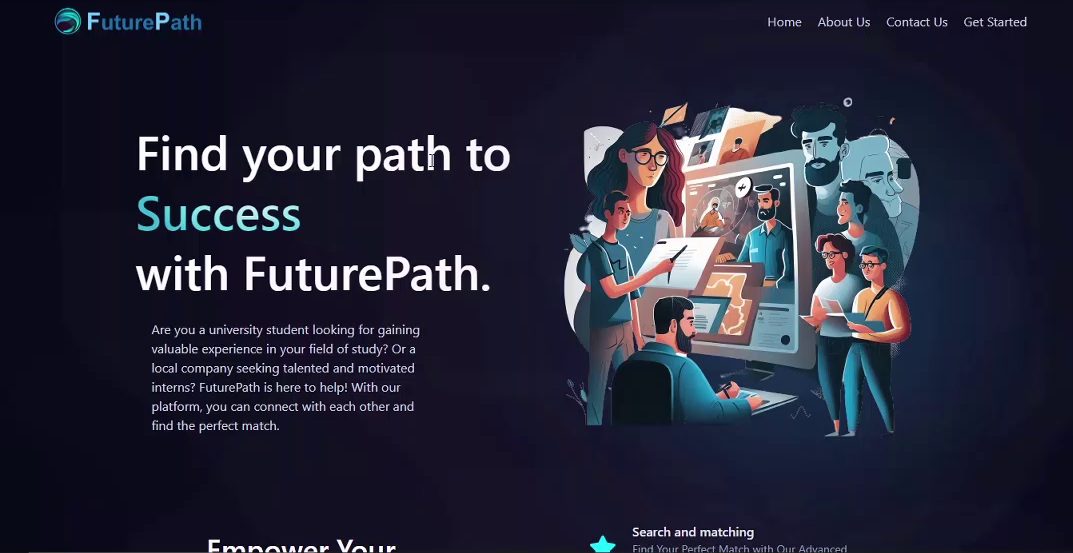 FuturePath
Home About Us Contact Us Get Started
Find your path to
Success
with FuturePath.
Are you a university student looking for gaining
valuable experience in your field of study? Or a
local company seeking talented and motivated
interns? FuturePath is here to help! With our
platform, you can connect with each other and
find the perfect match.
Empower Your
Search and matching
Find Your Perfect Match with Our Advanced